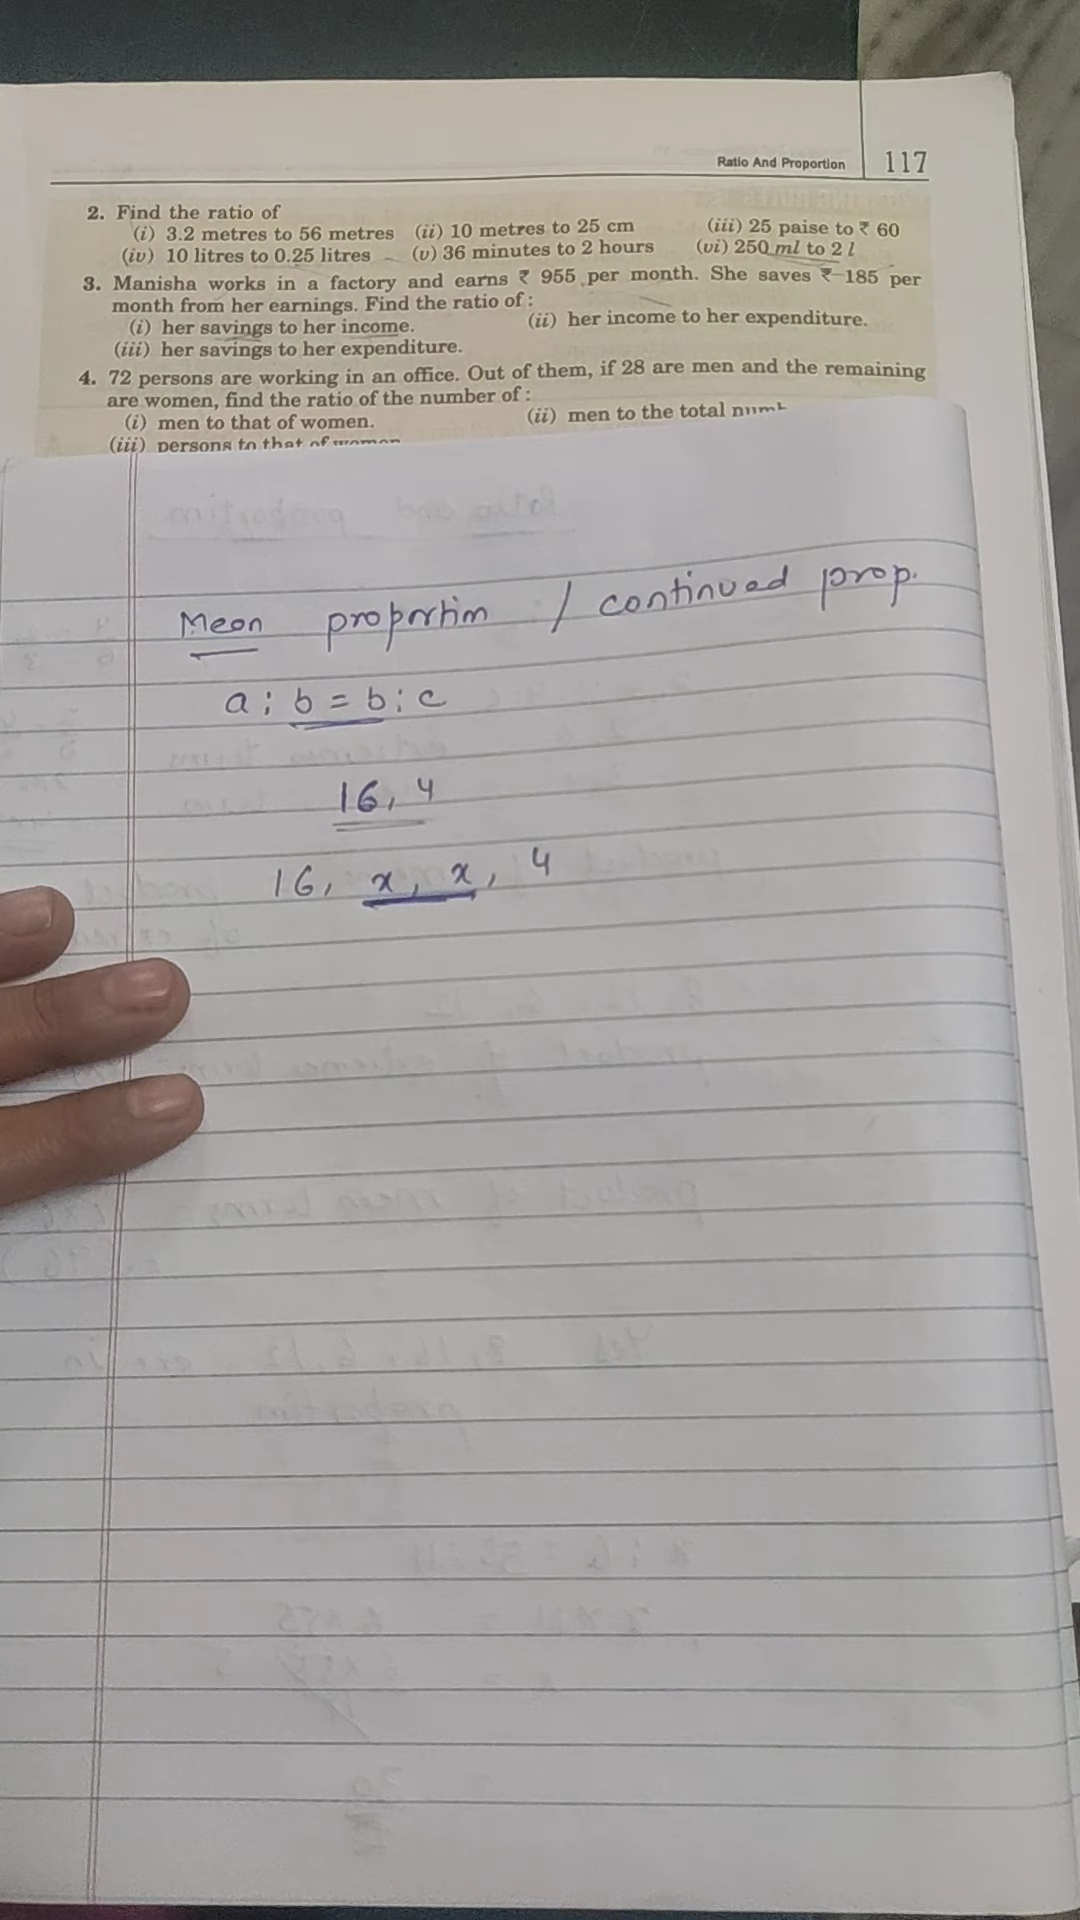 Ratio And Proportion 117
2. Find the ratio of
(i) 3.2 metres to 56 metres (ii) 10 metres to 25 cm (iii) 25 paise to ₹ 60
(iv) 10 litres to 0.25 litres (v) 36 minutes to 2 hours (vi) 250 ml to 2 l
3. Manisha works in a factory and earns ₹ 955 per month. She saves ₹ 185 per
month from her earnings. Find the ratio of :
(i) her savings to her income. (ii) her income to her expenditure.
(iii) her savings to her expenditure.
4. 72 persons are working in an office. Out of them, if 28 are men and the remaining
are women, find the ratio of the number of :
(i) men to that of women. (ii) men to the total
(iii) persons to that of women
Mean proportion / continued prop.
a : b = b : c
16, 4
16, x, x, 4